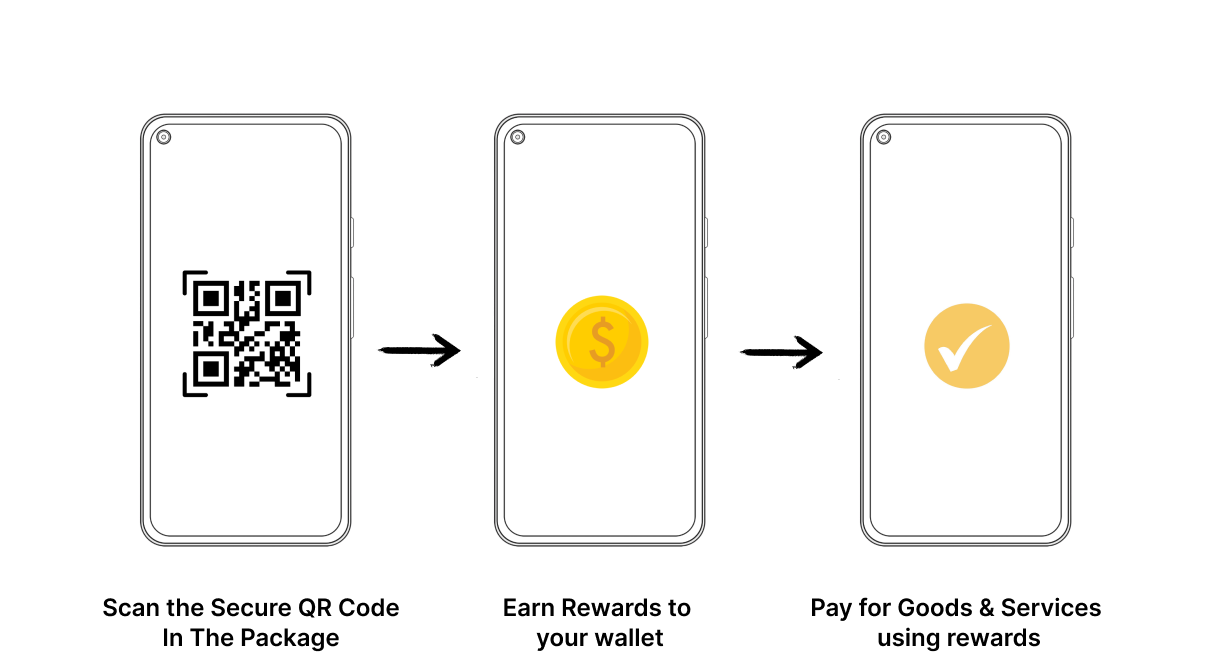 Scan the Secure QR Code
In The Package
$
Earn Rewards to
your wallet
Pay for Goods & Services
using rewards